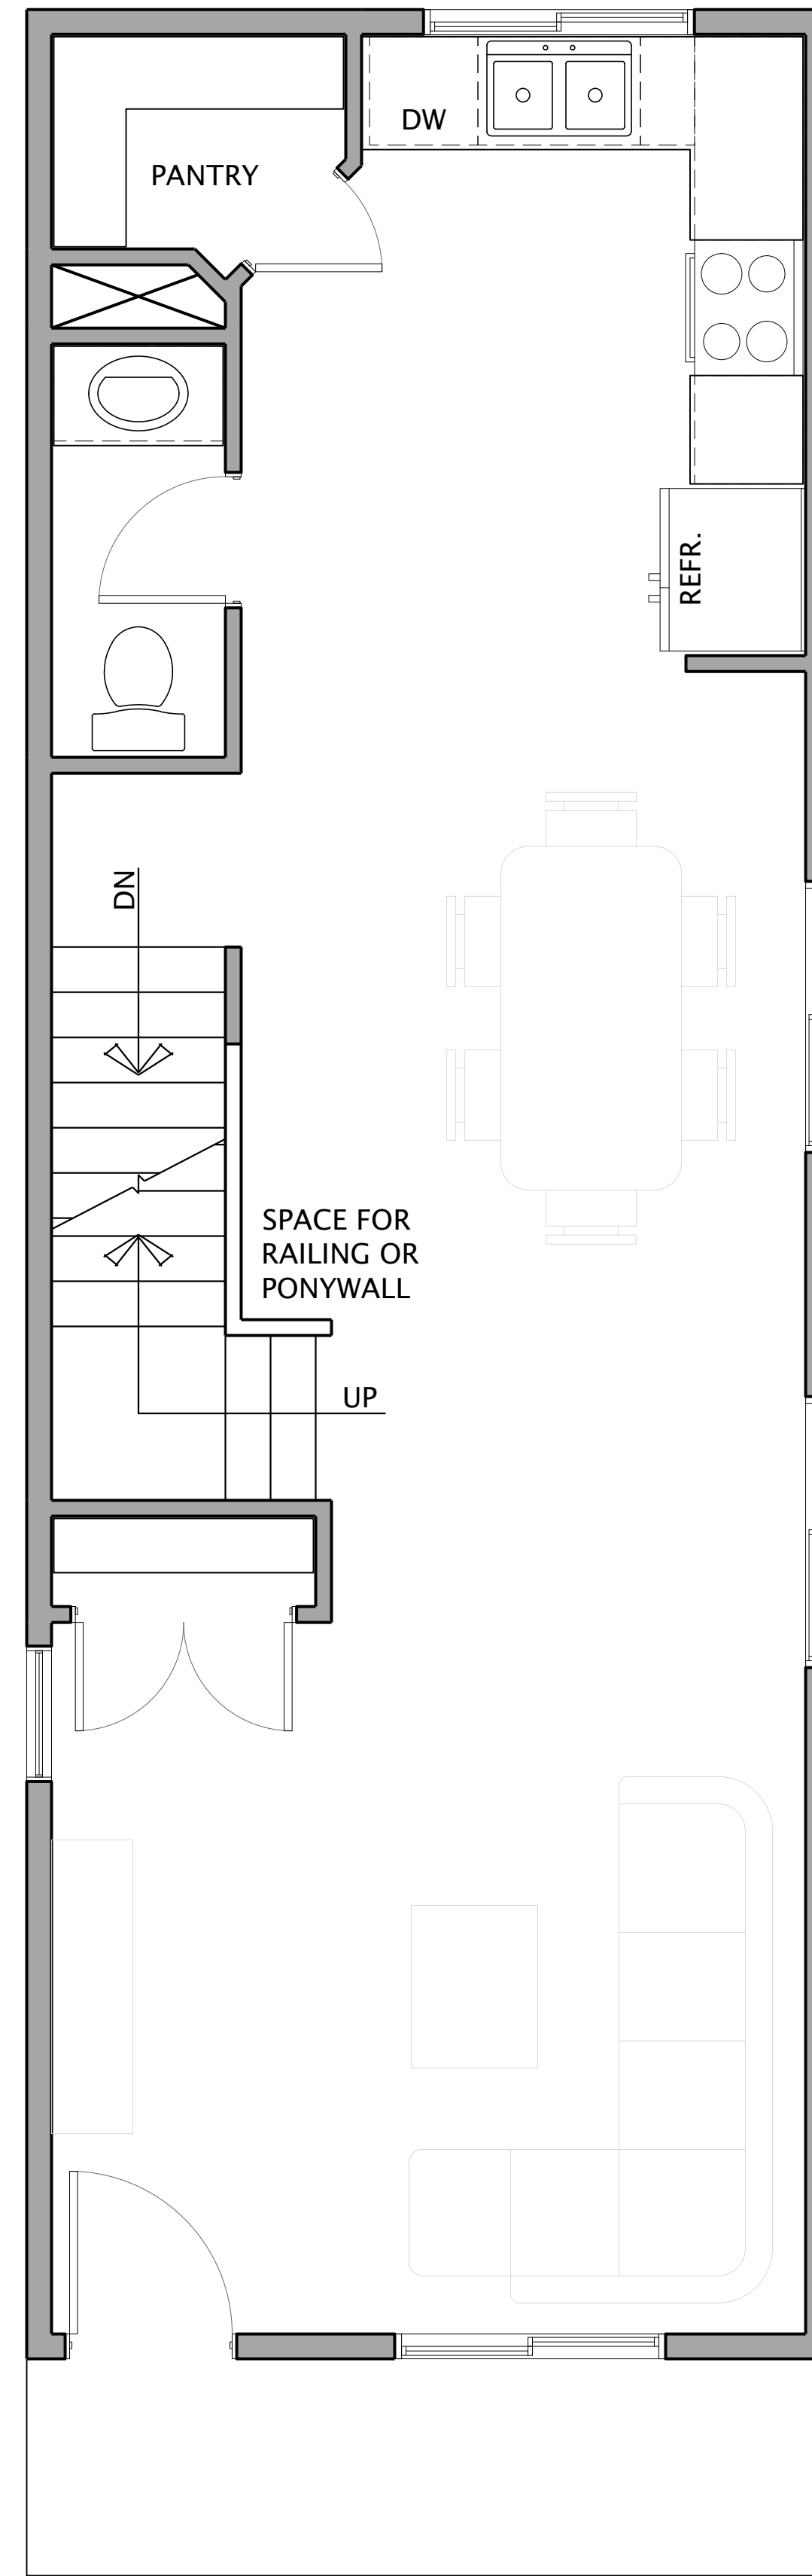 DW
PANTRY
REFR.
DN
SPACE FOR
RAILING OR
PONYWALL
UP